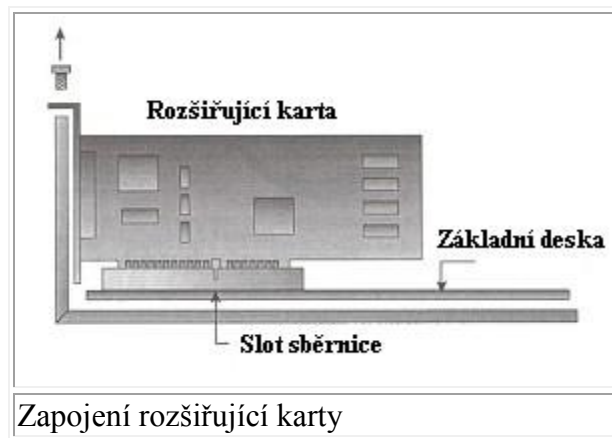 Rozšiřující karta
Základní deska
Slot sběrnice
Zapojení rozšiřující karty